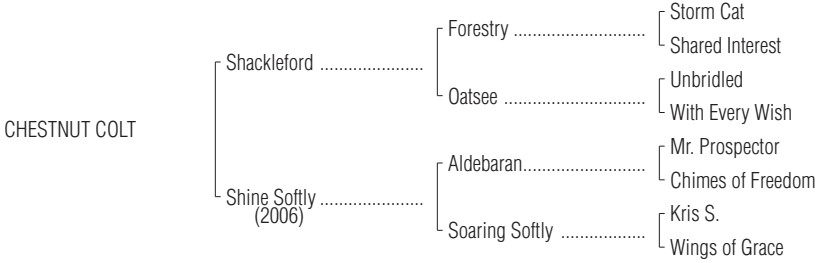 Storm Cat
Forestry ............................
Shared Interest
Shackleford ......................
Unbridled
Oatsee ..............................
With Every Wish
CHESTNUT COLT
Mr. Prospector
Aldebaran..........................
Chimes of Freedom
Shine Softly ......................
(2006)
Kris S.
Soaring Softly ..................
Wings of Grace